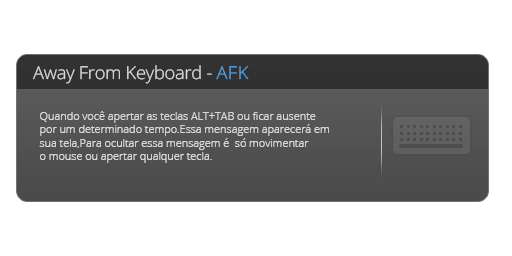 Away From Keyboard - AFK
Quando você apertar as teclas ALT+TAB ou ficar ausente
por um determinado tempo.Essa mensagem aparecerá em
sua tela,Para ocultar essa mensagem é só movimentar
o mouse ou apertar qualquer tecla.